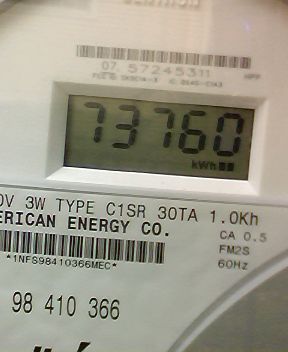 07 57245311
73760
kWh
0V 3W TYPE C1SR 30TA 1.0Kh
ERICAN ENERGY CO.
CA 0.5
FM2S
*1NFS98410366MEC*
60Hz
98 410 366